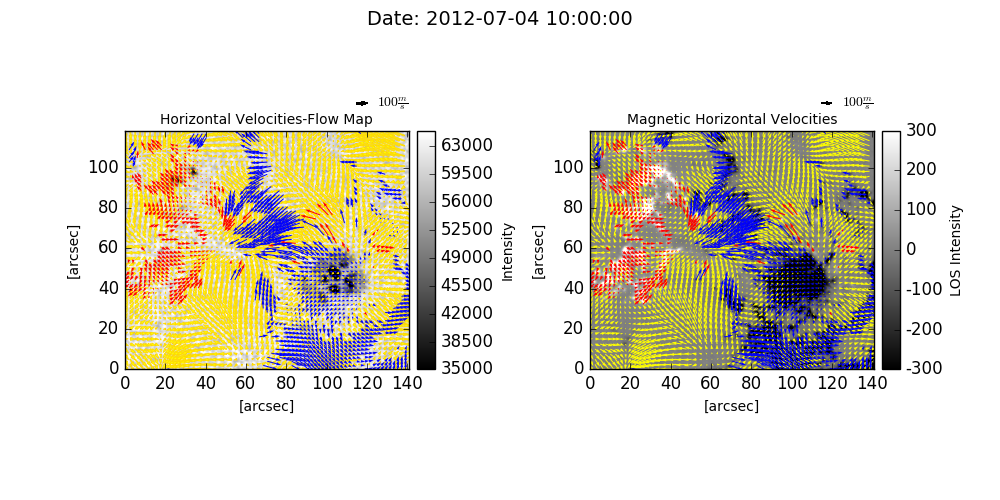 Date: 2012-07-04 10:00:00
100 m/s
100 m/s
Horizontal Velocities-Flow Map
Magnetic Horizontal Velocities
100
80
60
40
20
0
[arcsec]
0 20 40 60 80 100 120 140
[arcsec]
63000
59500
56000
52500
49000
45500
42000
38500
35000
Intensity
100
80
60
40
20
0
[arcsec]
0 20 40 60 80 100 120 140
[arcsec]
300
200
100
0
-100
-200
-300
LOS Intensity